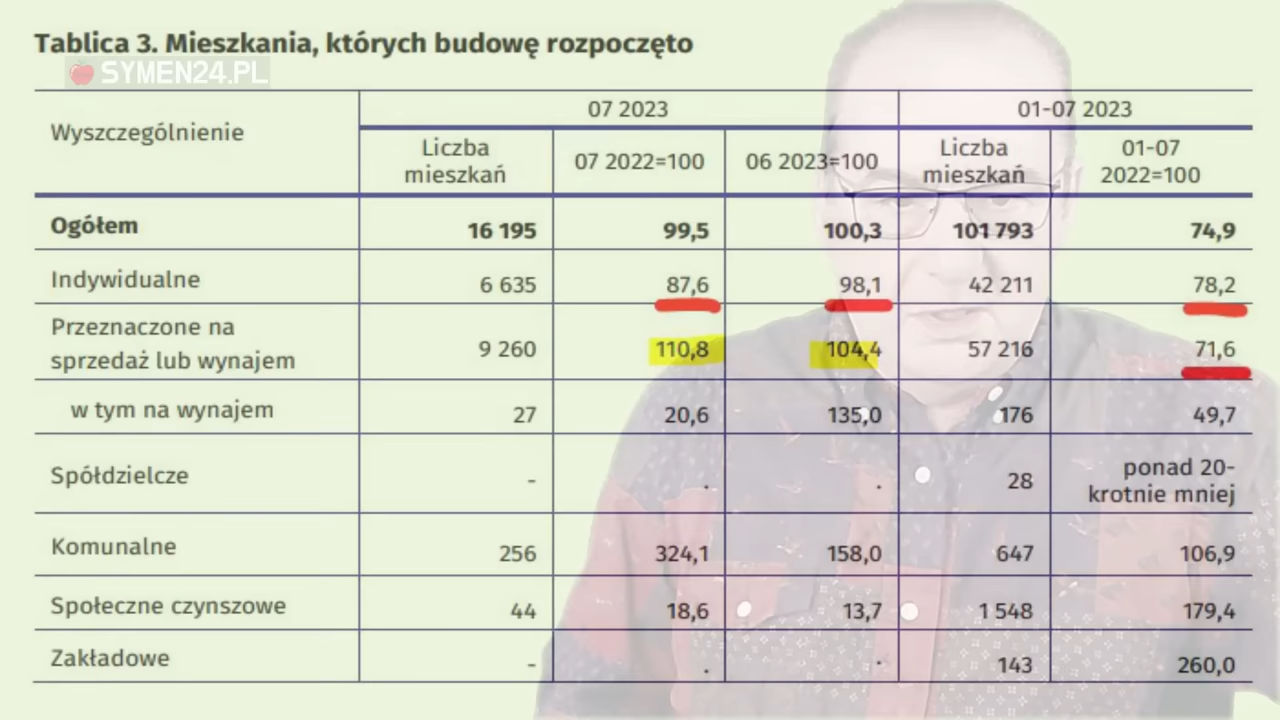 Tablica 3. Mieszkania, których budowę rozpoczęto
SYMEN24.PL
Wyszczególnienie 07 2023 01-07 2023
Liczba mieszkań 07 2022=100 06 2023=100 Liczba mieszkań 01-07 2022=100
Ogółem 16 195 99,5 100,3 101 793 74,9
Indywidualne 6 635 87,6 98,1 42 211 78,2
Przeznaczone na
sprzedaż lub wynajem 9 260 110,8 104,4 57 216 71,6
w tym na wynajem 27 20,6 135,0 176 49,7
Spółdzielcze - . . 28 ponad 20-
krotnie mniej
Komunalne 256 324,1 158,0 647 106,9
Społeczne czynszowe 44 18,6 13,7 1 548 179,4
Zakładowe - . . 143 260,0